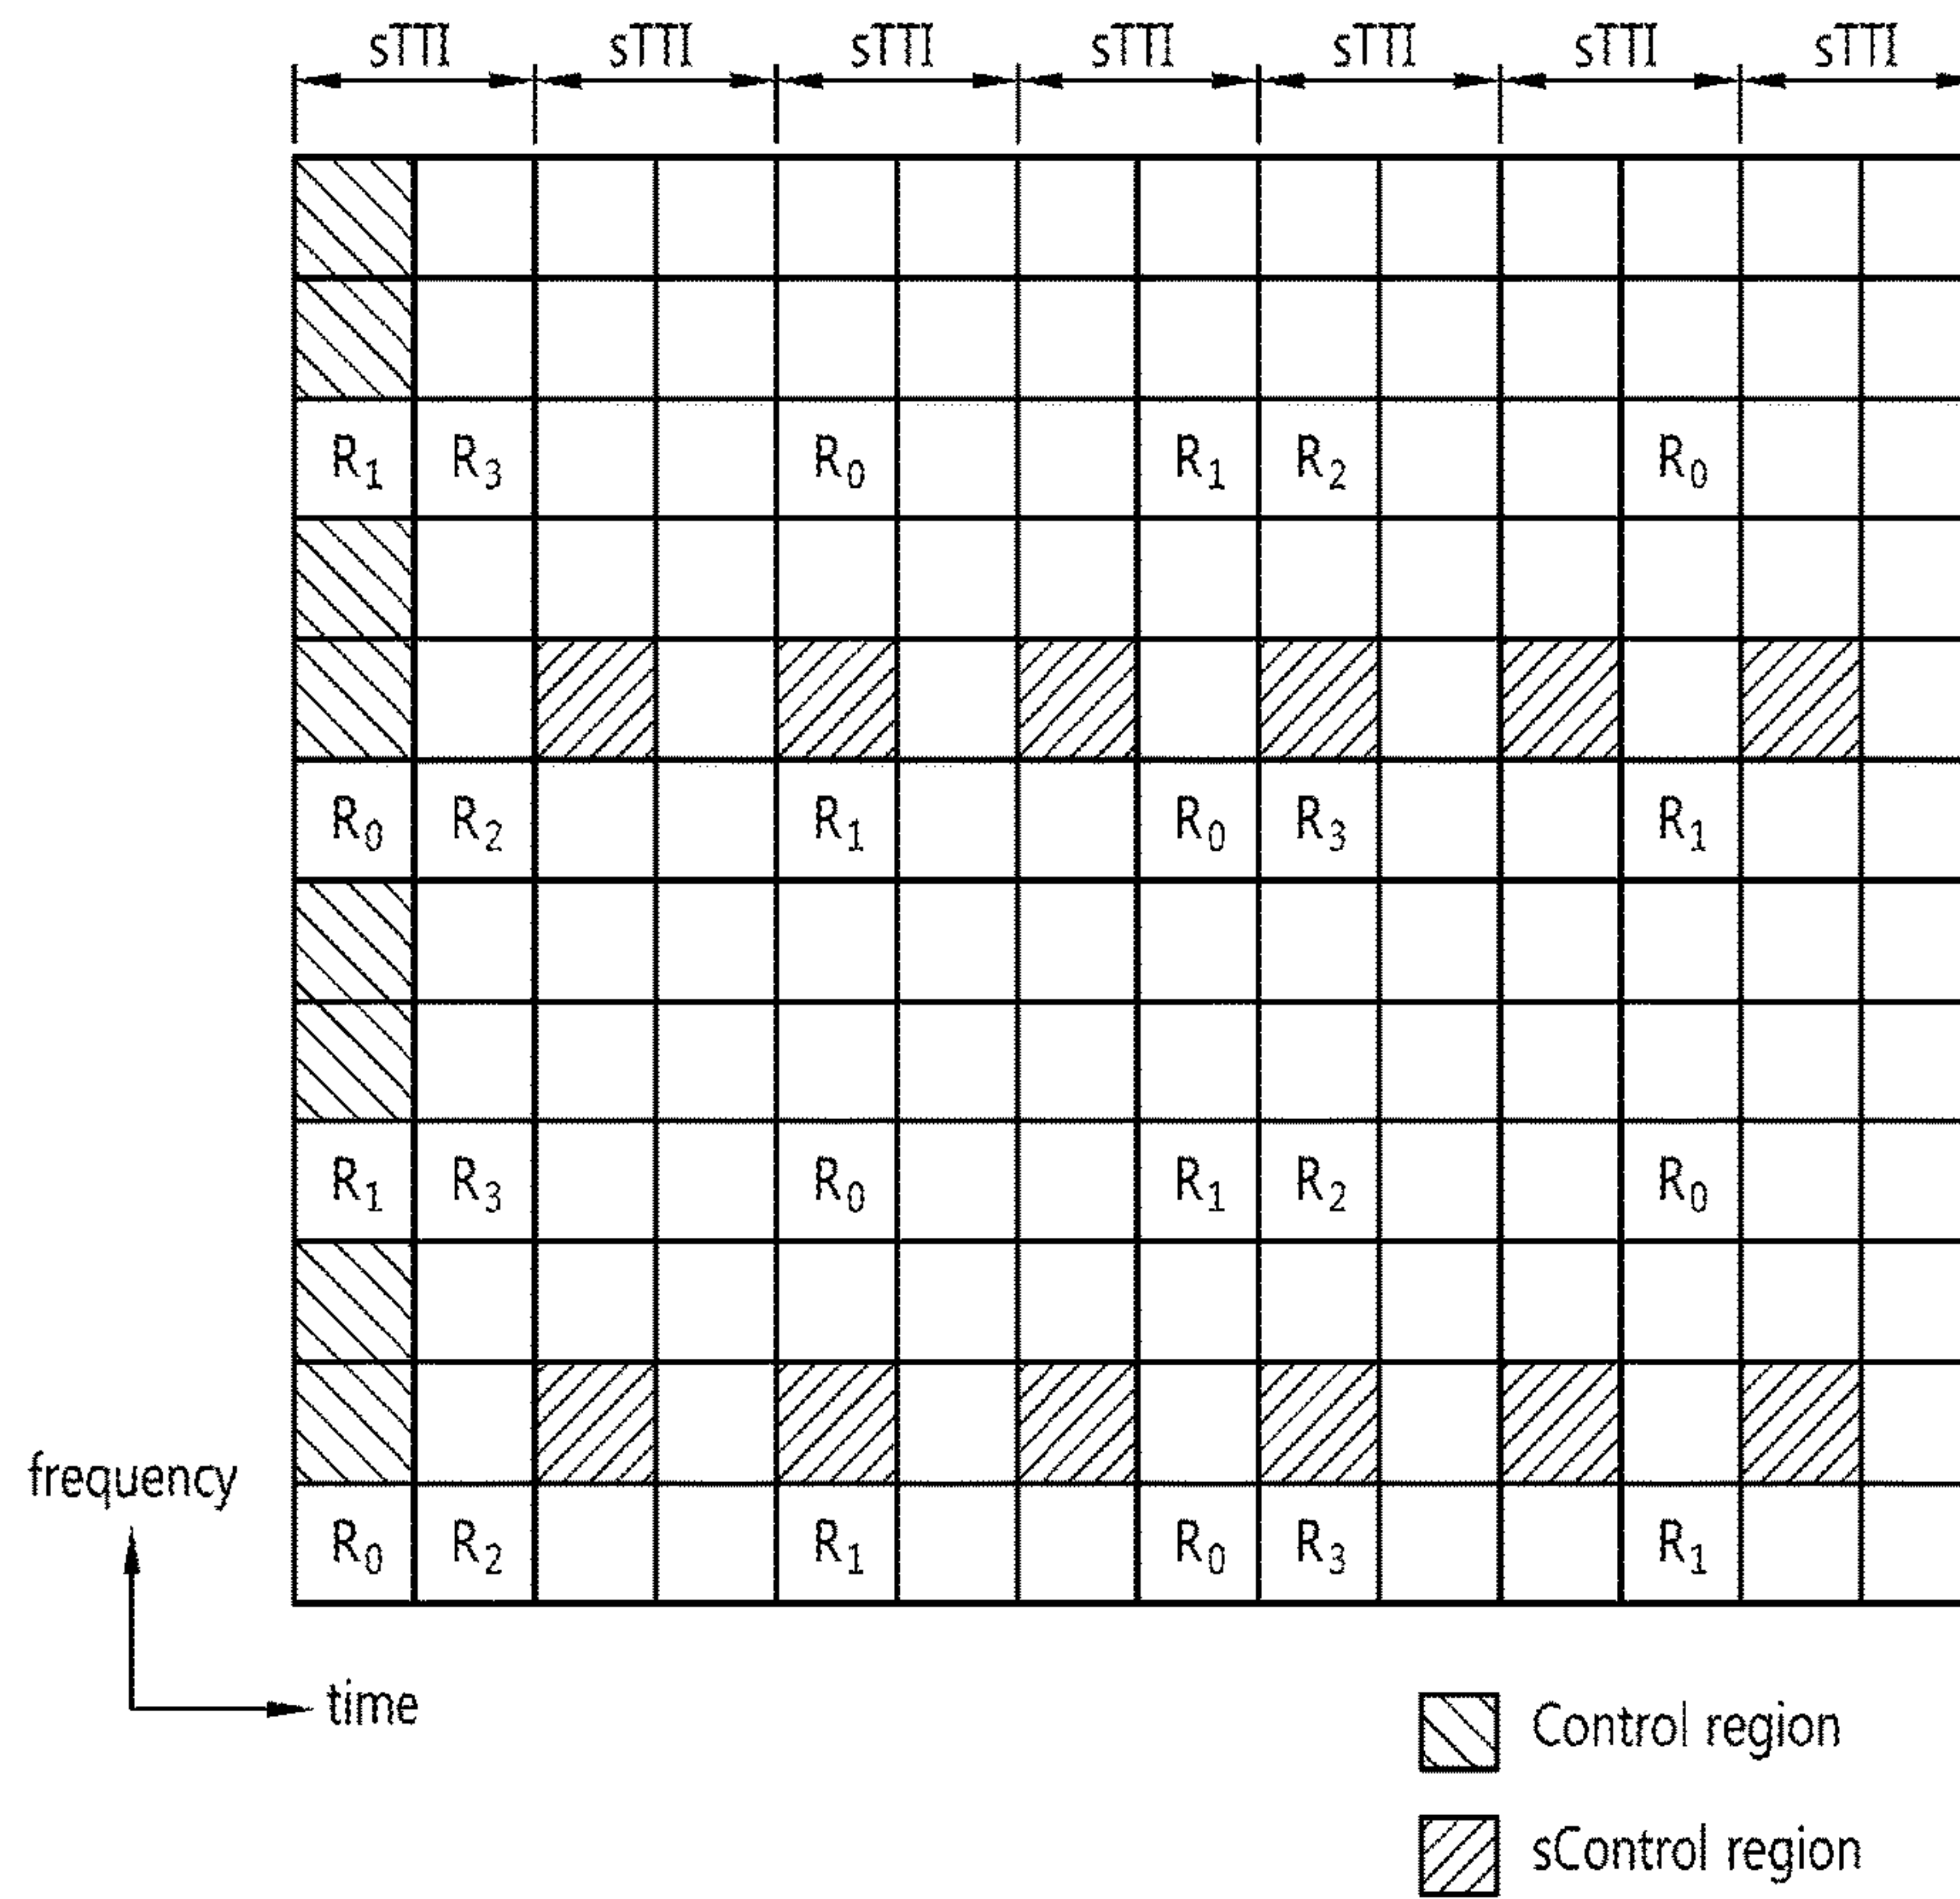 sTTI sTTI sTTI sTTI sTTI sTTI sTTI
R1 R3 R0 R1 R2 R0
R0 R2 R1 R0 R3 R1
R1 R3 R0 R1 R2 R0
R0 R2 R1 R0 R3 R1
frequency
time
Control region
sControl region